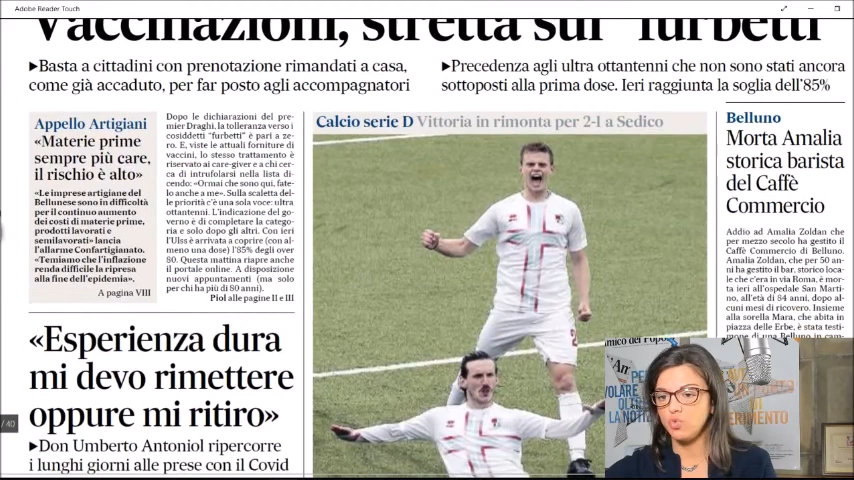 Adobe Reader Touch
Vaccinazioni, stretta sui "furbetti"
▶Basta a cittadini con prenotazione rimandati a casa,
come già accaduto, per far posto agli accompagnatori
▶Precedenza agli ultra ottantenni che non sono stati ancora
sottoposti alla prima dose. Ieri raggiunta la soglia dell'85%
Appello Artigiani
«Materie prime
sempre più care,
il rischio è alto»
«Le imprese artigiane del
Bellunese sono in difficoltà
per il continuo aumento
dei costi di materie prime,
prodotti lavorati e
semilavorati» lancia
l'allarme Confartigianato.
«Temiamo che l'inflazione
renda difficile la ripresa
alla fine dell'epidemia».
A pagina VIII
Dopo le dichiarazioni del pre-
mier Draghi, la tolleranza verso i
cosiddetti "furbetti" è pari a ze-
ro. E, viste le attuali forniture di
vaccini, lo stesso trattamento è
riservato ai care-giver e a chi cer-
ca di intrufolarsi nella lista di-
cendo: «Ormai che sono qui, fate-
lo anche a me». Sulla scaletta del-
le priorità c'è una sola voce: ultra
ottantenni. L'indicazione del go-
verno è di completare la catego-
ria e solo dopo gli altri. Con ieri
l'Ulss è arrivata a coprire (con al-
meno una dose) l'85% degli over
80. Questa mattina riapre anche
il portale online. A disposizione
nuovi appuntamenti (ma solo
per chi ha più di 80 anni).
Piol alle pagine II e III
«Esperienza dura
mi devo rimettere
oppure mi ritiro»
▶Don Umberto Antoniol ripercorre
i lunghi giorni alle prese con il Covid
Calcio serie D Vittoria in rimonta per 2-1 a Sedico
Belluno
Morta Amalia
storica barista
del Caffè
Commercio
Addio ad Amalia Zoldan che
per mezzo secolo ha gestito il
Caffè Commercio di Belluno.
Amalia Zoldan, che per 50 an-
ni ha gestito il bar, storico loca-
le che c'era in via Roma, è mor-
ta ieri all'ospedale San Marti-
no, all'età di 84 anni, dopo al-
cuni mesi di ricovero. Insieme
alla sorella Mara, che abita in
piazza delle Erbe, è stata testi-
mone di una Belluno in cam-
/ 40